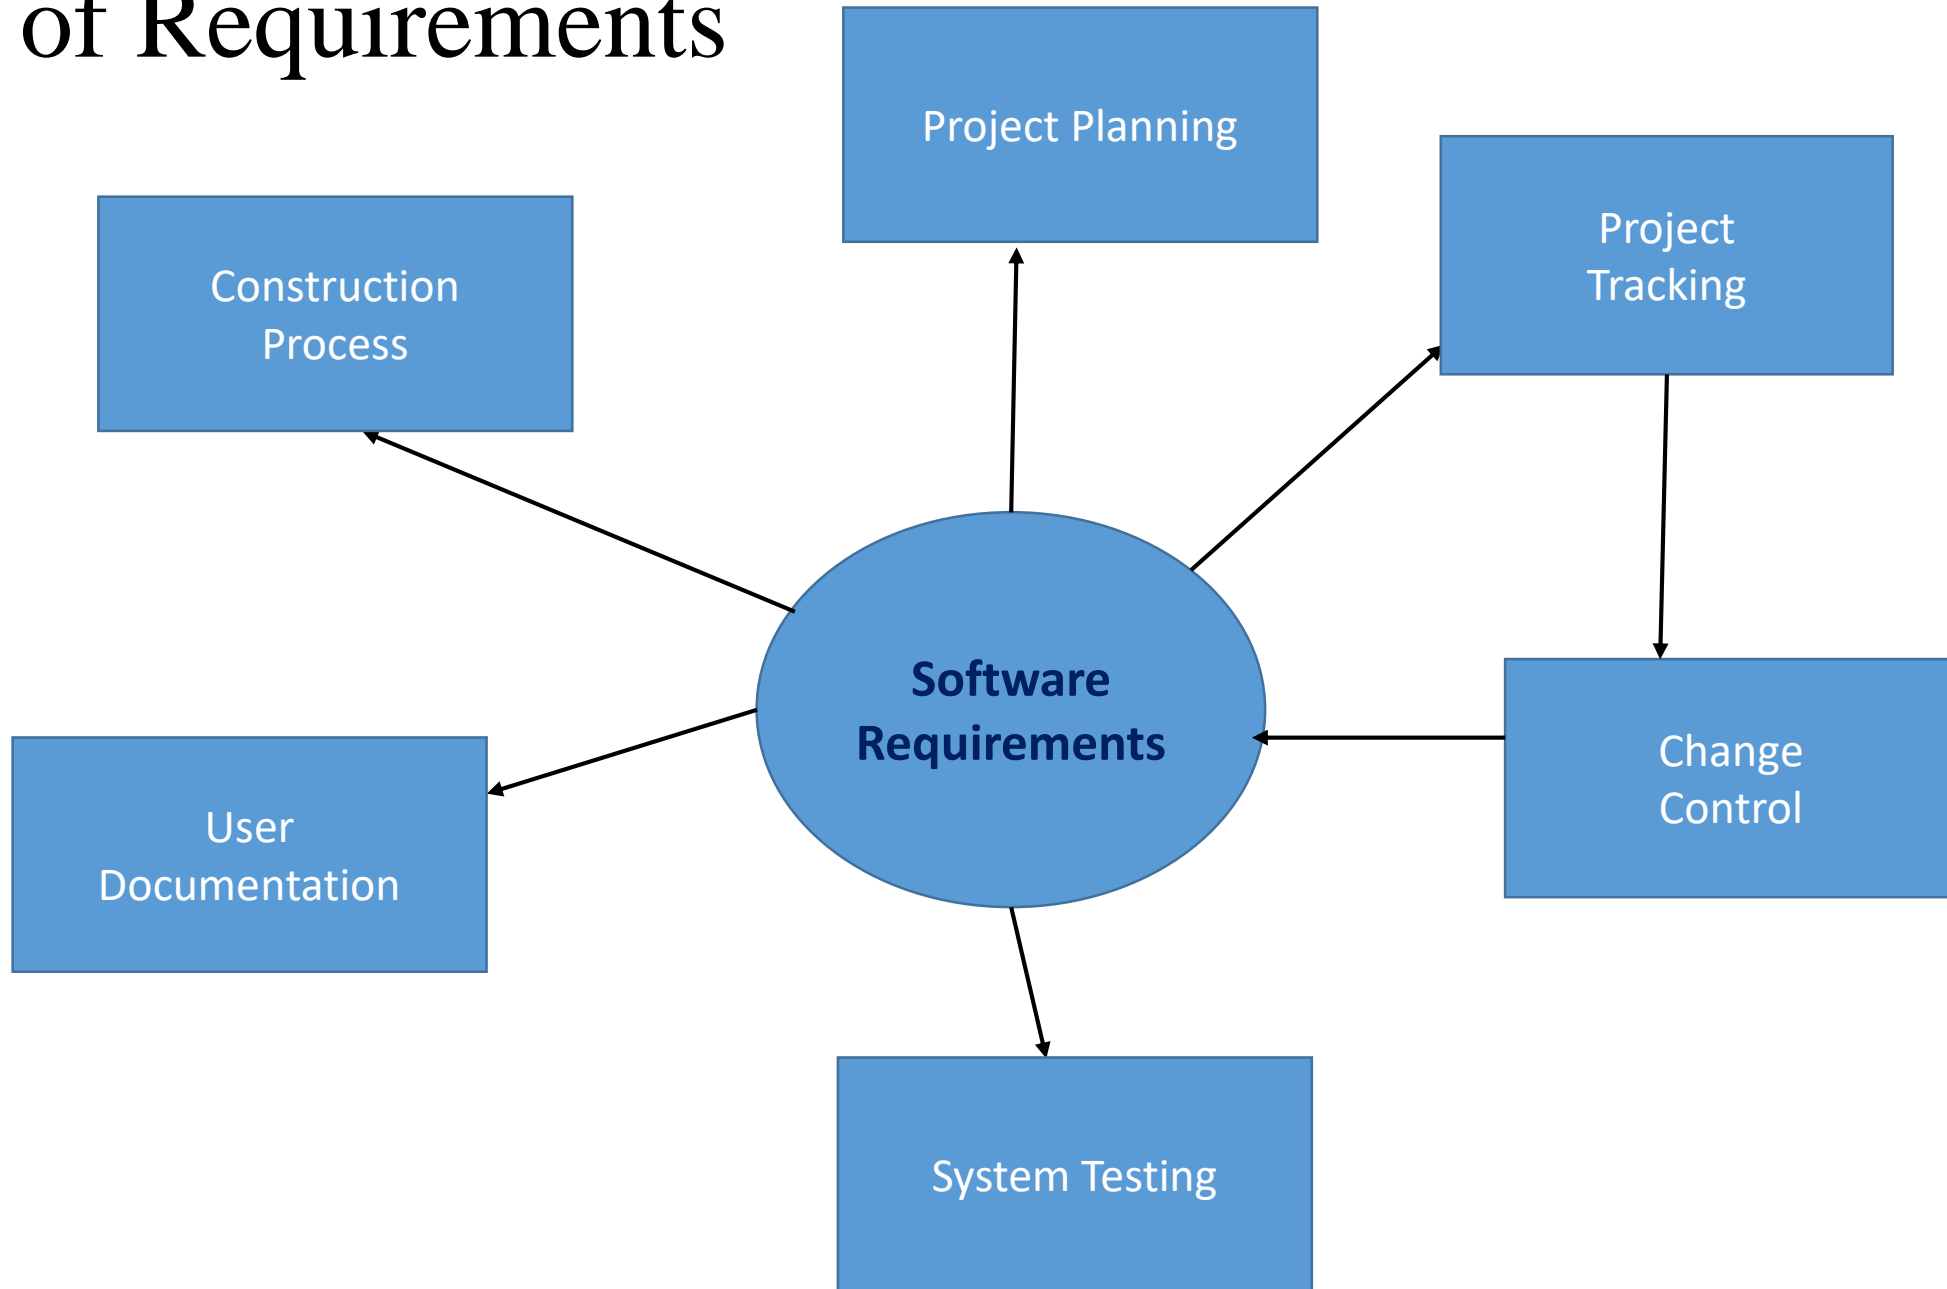 of Requirements
Project Planning
Project
Tracking
Construction
Process
Software
Requirements
Change
Control
User
Documentation
System Testing